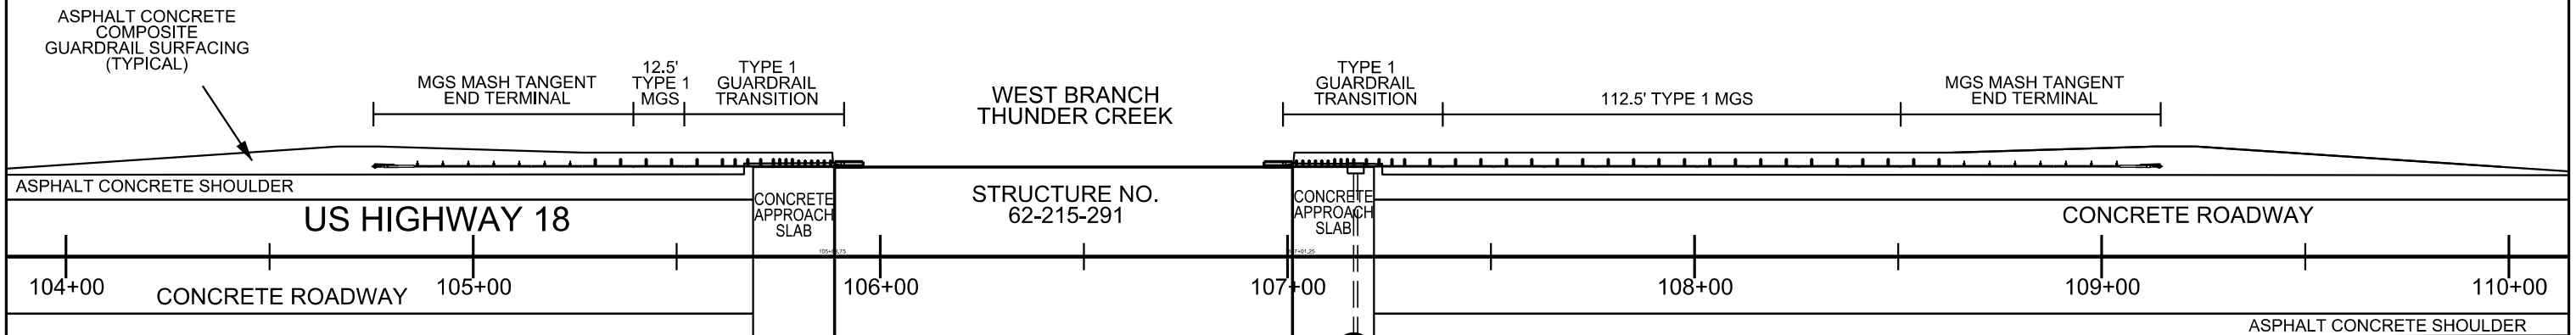 ASPHALT CONCRETE
COMPOSITE
GUARDRAIL SURFACING
(TYPICAL)
MGS MASH TANGENT
END TERMINAL
12.5'
TYPE 1
MGS
TYPE 1
GUARDRAIL
TRANSITION
WEST BRANCH
THUNDER CREEK
TYPE 1
GUARDRAIL
TRANSITION
112.5' TYPE 1 MGS
MGS MASH TANGENT
END TERMINAL
ASPHALT CONCRETE SHOULDER
US HIGHWAY 18
CONCRETE
APPROACH
SLAB
STRUCTURE NO.
62-215-291
CONCRETE
APPROACH
SLAB
CONCRETE ROADWAY
104+00
105+00
106+00
107+00
108+00
109+00
110+00
CONCRETE ROADWAY
ASPHALT CONCRETE SHOULDER